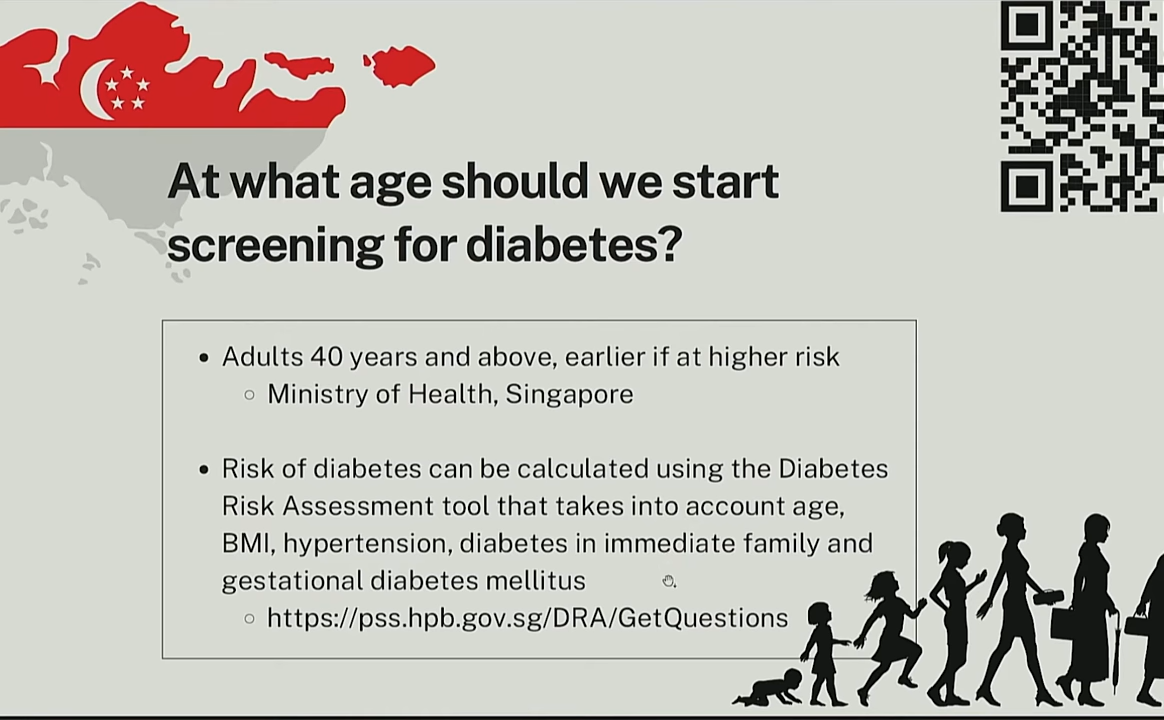 At what age should we start
screening for diabetes?
• Adults 40 years and above, earlier if at higher risk
○ Ministry of Health, Singapore
• Risk of diabetes can be calculated using the Diabetes
Risk Assessment tool that takes into account age,
BMI, hypertension, diabetes in immediate family and
gestational diabetes mellitus
○ https://pss.hpb.gov.sg/DRA/GetQuestions